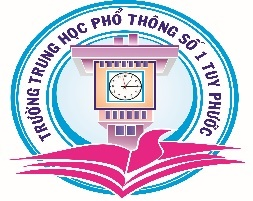 TRƯỜNG TRUNG HỌC PHỔ THÔNG SỐ 1 TUY PHƯỚC